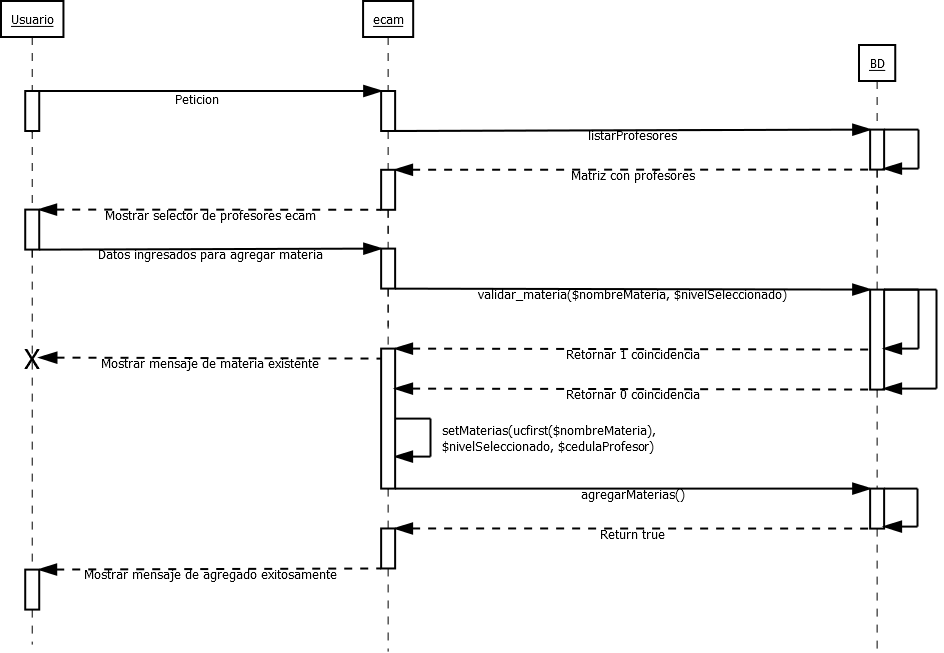 Usuario
ecam
BD
Peticion
listarProfesores
Matriz con profesores
Mostrar selector de profesores ecam
Datos ingresados para agregar materia
validar_materia($nombreMateria, $nivelSeleccionado)
Retornar 1 coincidencia
X
Mostrar mensaje de materia existente
Retornar 0 coincidencia
setMaterias(ucfirst($nombreMateria),
$nivelSeleccionado, $cedulaProfesor)
agregarMaterias()
Return true
Mostrar mensaje de agregado exitosamente